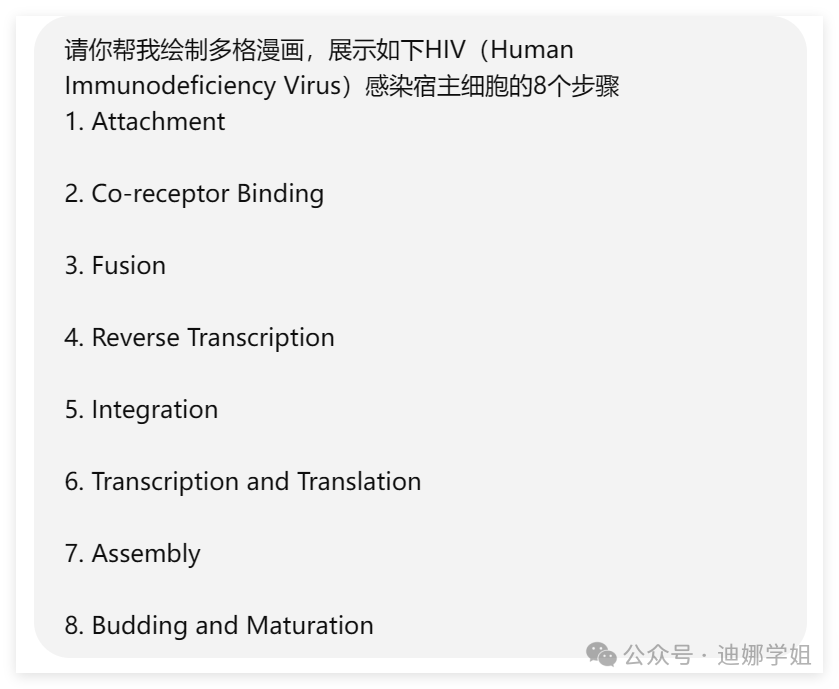 请你帮我绘制多格漫画，展示如下HIV（Human
Immunodeficiency Virus）感染宿主细胞的8个步骤
1. Attachment
2. Co-receptor Binding
3. Fusion
4. Reverse Transcription
5. Integration
6. Transcription and Translation
7. Assembly
8. Budding and Maturation
公众号 · 迪娜学姐